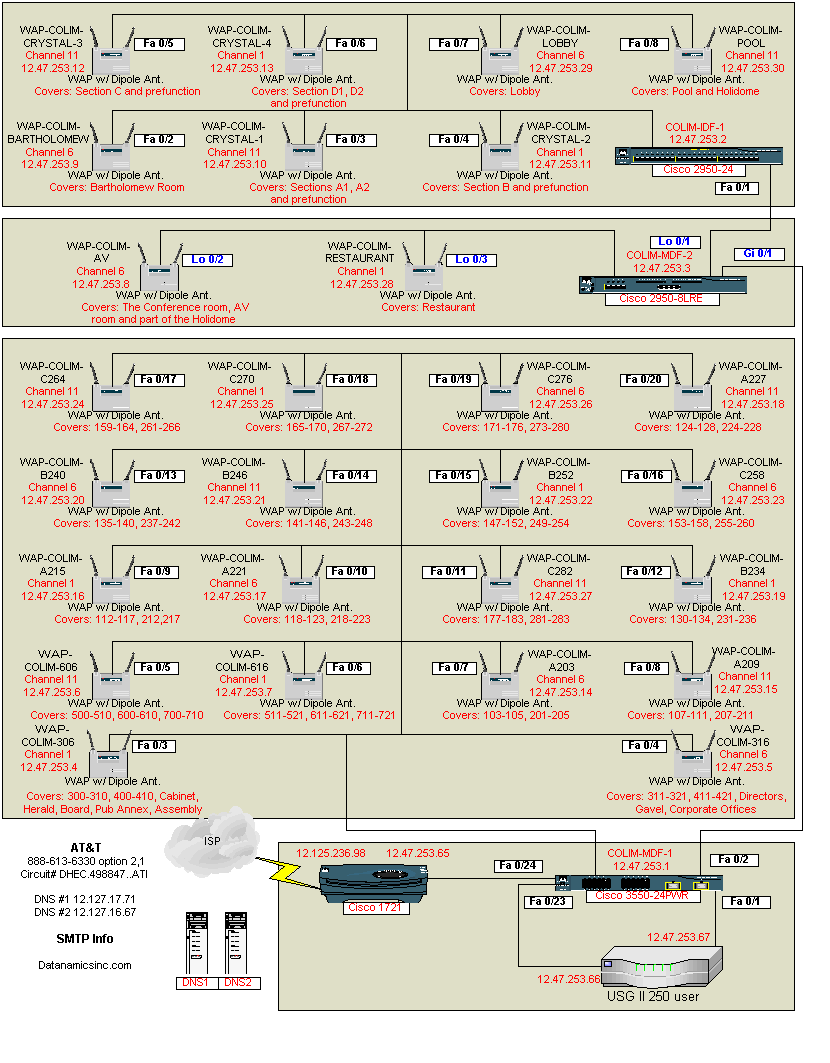 WAP-COLIM-
CRYSTAL-3
Channel 11
12.47.253.12
Fa 0/5
WAP w/ Dipole Ant.
Covers: Section C and prefunction
WAP-COLIM-
CRYSTAL-4
Channel 1
12.47.253.13
Fa 0/6
WAP w/ Dipole Ant.
Covers: Section D1, D2
and prefunction
Fa 0/7
WAP-COLIM-
LOBBY
Channel 6
12.47.253.29
WAP w/ Dipole Ant.
Covers: Lobby
Fa 0/8
WAP-COLIM-
POOL
Channel 11
12.47.253.30
WAP w/ Dipole Ant.
Covers: Pool and Holidome
WAP-COLIM-
BARTHOLOMEW
Channel 6
12.47.253.9
Fa 0/2
WAP w/ Dipole Ant.
Covers: Bartholomew Room
WAP-COLIM-
CRYSTAL-1
Channel 11
12.47.253.10
Fa 0/3
WAP w/ Dipole Ant.
Covers: Sections A1, A2
and prefunction
Fa 0/4
WAP-COLIM-
CRYSTAL-2
Channel 1
12.47.253.11
WAP w/ Dipole Ant.
Covers: Section B and prefunction
COLIM-IDF-1
12.47.253.2
Cisco 2950-24
Fa 0/1
WAP-COLIM-
AV
Channel 6
12.47.253.8
Lo 0/2
WAP w/ Dipole Ant.
Covers: The Conference room, AV
room and part of the Holidome
WAP-COLIM-
RESTAURANT
Channel 1
12.47.253.28
Lo 0/3
WAP w/ Dipole Ant.
Covers: Restaurant
Lo 0/1
COLIM-MDF-2
12.47.253.3
Gi 0/1
Cisco 2950-8LRE
WAP-COLIM-
C264
Channel 11
12.47.253.24
Fa 0/17
WAP w/ Dipole Ant.
Covers: 159-164, 261-266
WAP-COLIM-
C270
Channel 1
12.47.253.25
Fa 0/18
WAP w/ Dipole Ant.
Covers: 165-170, 267-272
Fa 0/19
WAP-COLIM-
C276
Channel 6
12.47.253.26
WAP w/ Dipole Ant.
Covers: 171-176, 273-280
Fa 0/20
WAP-COLIM-
A227
Channel 11
12.47.253.18
WAP w/ Dipole Ant.
Covers: 124-128, 224-228
WAP-COLIM-
B240
Channel 6
12.47.253.20
Fa 0/13
WAP w/ Dipole Ant.
Covers: 135-140, 237-242
WAP-COLIM-
B246
Channel 11
12.47.253.21
Fa 0/14
WAP w/ Dipole Ant.
Covers: 141-146, 243-248
Fa 0/15
WAP-COLIM-
B252
Channel 1
12.47.253.22
WAP w/ Dipole Ant.
Covers: 147-152, 249-254
Fa 0/16
WAP-COLIM-
C258
Channel 6
12.47.253.23
WAP w/ Dipole Ant.
Covers: 153-158, 255-260
WAP-COLIM-
A215
Channel 1
12.47.253.16
Fa 0/9
WAP w/ Dipole Ant.
Covers: 112-117, 212,217
WAP-COLIM-
A221
Channel 6
12.47.253.17
Fa 0/10
WAP w/ Dipole Ant.
Covers: 118-123, 218-223
Fa 0/11
WAP-COLIM-
C282
Channel 11
12.47.253.27
WAP w/ Dipole Ant.
Covers: 177-183, 281-283
Fa 0/12
WAP-COLIM-
B234
Channel 1
12.47.253.19
WAP w/ Dipole Ant.
Covers: 130-134, 231-236
WAP-
COLIM-606
Channel 11
12.47.253.6
Fa 0/5
WAP w/ Dipole Ant.
Covers: 500-510, 600-610, 700-710
WAP-
COLIM-616
Channel 1
12.47.253.7
Fa 0/6
WAP w/ Dipole Ant.
Covers: 511-521, 611-621, 711-721
Fa 0/7
WAP-COLIM-
A203
Channel 6
12.47.253.14
WAP w/ Dipole Ant.
Covers: 103-105, 201-205
Fa 0/8
WAP-COLIM-
A209
Channel 11
12.47.253.15
WAP w/ Dipole Ant.
Covers: 107-111, 207-211
WAP-
COLIM-306
Channel 1
12.47.253.4
Fa 0/3
WAP w/ Dipole Ant.
Covers: 300-310, 400-410, Cabinet,
Herald, Board, Pub Annex, Assembly
Fa 0/4
WAP-
COLIM-316
Channel 6
12.47.253.5
WAP w/ Dipole Ant.
Covers: 311-321, 411-421, Directors,
Gavel, Corporate Offices
ISP
AT&T
888-613-6330 option 2,1
Circuit# DHEC.498847..ATI
DNS #1 12.127.17.71
DNS #2 12.127.16.67
SMTP Info
Datanamicsinc.com
DNS1
DNS2
12.125.236.98
12.47.253.65
Cisco 1721
Fa 0/24
COLIM-MDF-1
12.47.253.1
Fa 0/2
Cisco 3550-24PWR
Fa 0/23
Fa 0/1
12.47.253.67
12.47.253.66
USG II 250 user